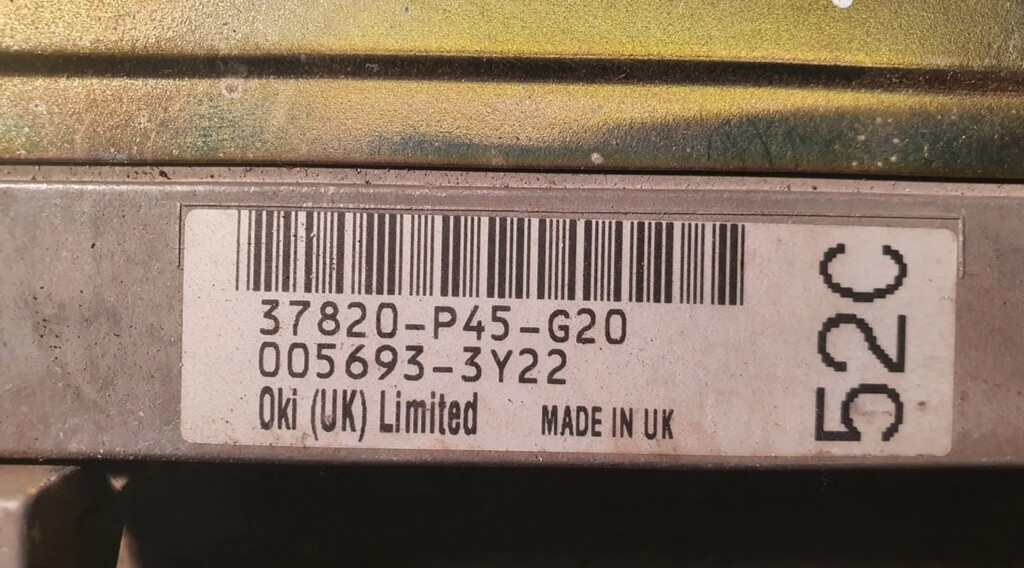 37820-P45-G20
005693-3Y22
Oki (UK) Limited MADE IN UK
52C